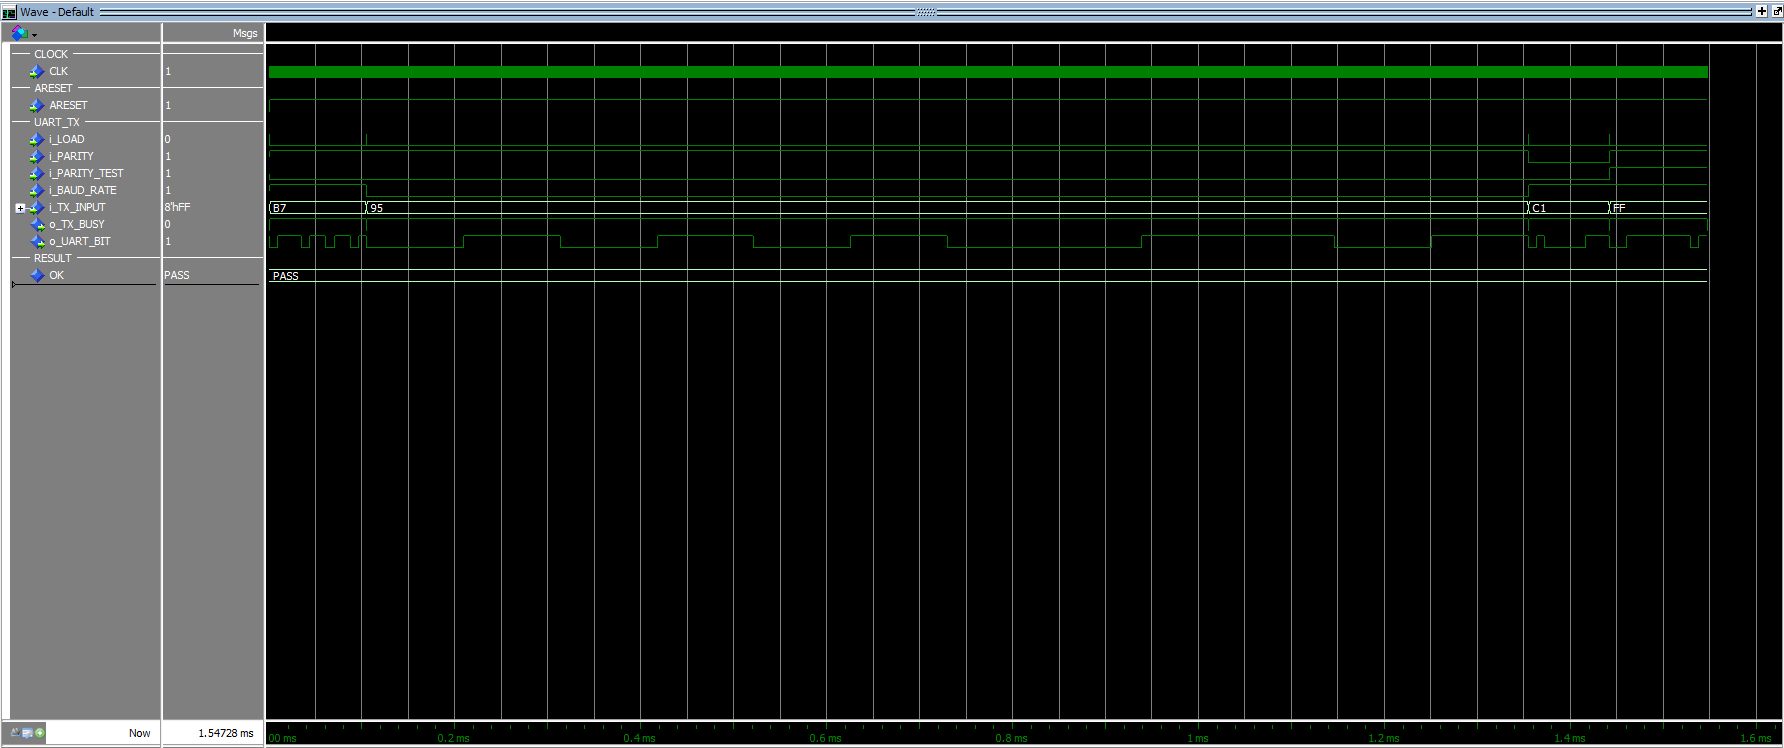 Wave - Default
Msgs
CLOCK
CLK 1
ARESET
ARESET 1
UART_TX
i_LOAD 0
i_PARITY 1
i_PARITY_TEST 1
i_BAUD_RATE 1
i_TX_INPUT 8'hFF B7 95 C1 FF
o_TX_BUSY 0
o_UART_BIT 1
RESULT
OK PASS PASS
Now 1.54728 ms 00 ms 0.2 ms 0.4 ms 0.6 ms 0.8 ms 1 ms 1.2 ms 1.4 ms 1.6 ms